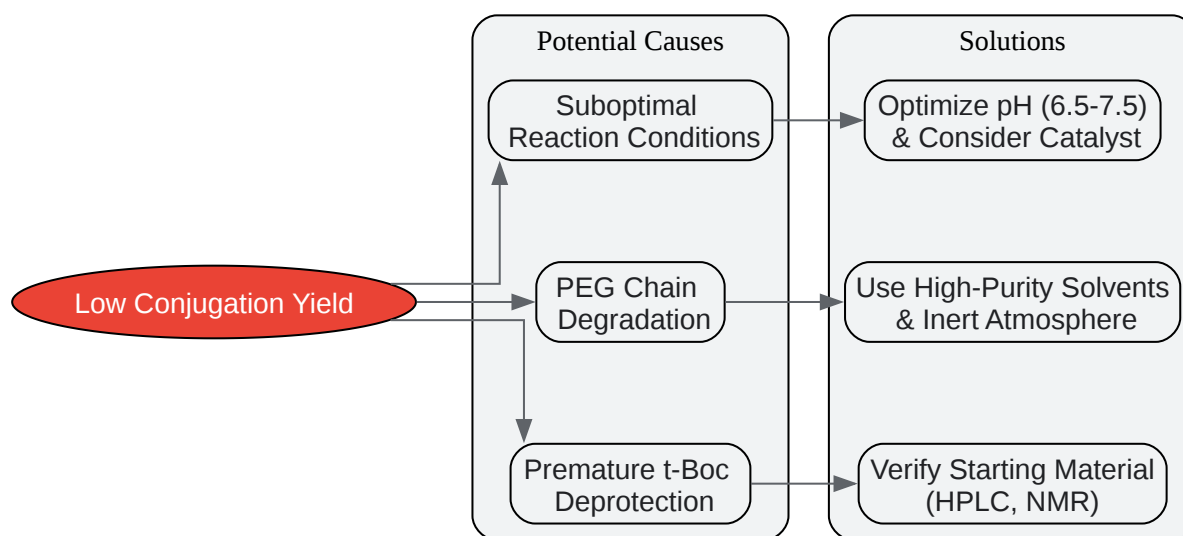 Potential Causes
Solutions
Suboptimal
Reaction Conditions
Optimize pH (6.5-7.5)
& Consider Catalyst
Low Conjugation Yield
PEG Chain
Degradation
Use High-Purity Solvents
& Inert Atmosphere
Premature t-Boc
Deprotection
Verify Starting Material
(HPLC, NMR)